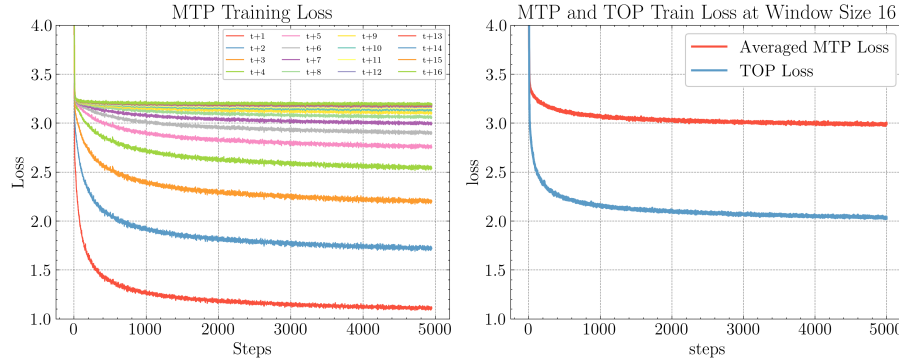 MTP Training Loss
4.0
3.5
3.0
2.5
2.0
1.5
1.0
Loss
0 1000 2000 3000 4000 5000
Steps
t+1 t+5 t+9 t+13
t+2 t+6 t+10 t+14
t+3 t+7 t+11 t+15
t+4 t+8 t+12 t+16
MTP and TOP Train Loss at Window Size 16
4.0
3.5
3.0
2.5
2.0
1.5
1.0
loss
0 1000 2000 3000 4000 5000
steps
Averaged MTP Loss
TOP Loss